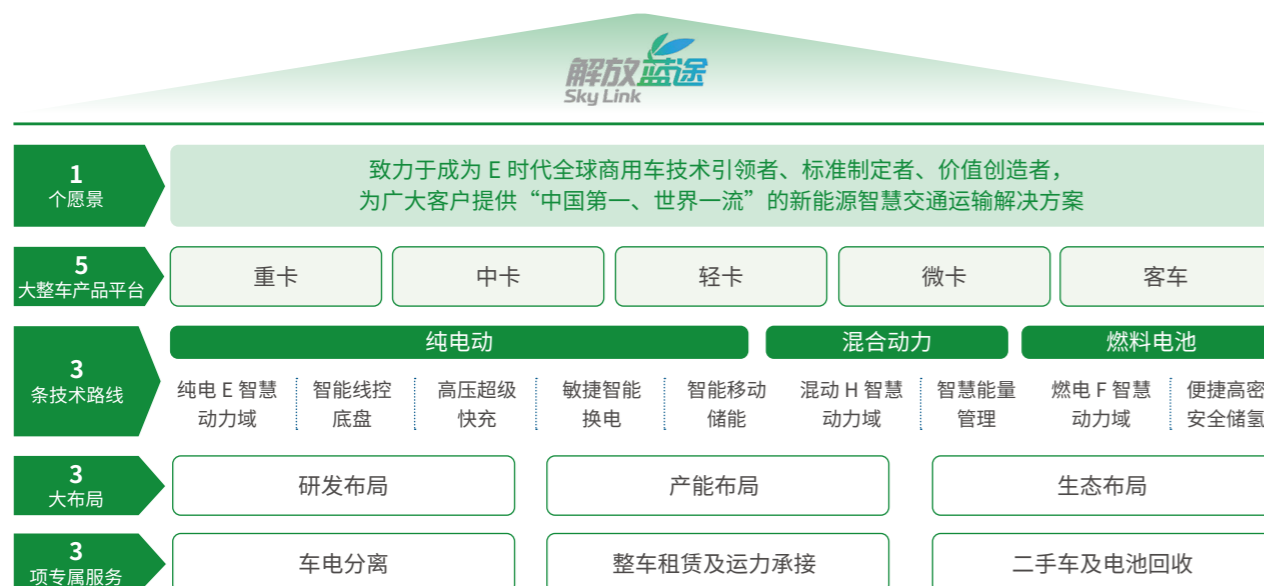 解放蓝途
Sky Link
1
个愿景
致力于成为 E 时代全球商用车技术引领者、标准制定者、价值创造者，
为广大客户提供“中国第一、世界一流”的新能源智慧交通运输解决方案
5
大整车产品平台
重卡 中卡 轻卡 微卡 客车
3
条技术路线
纯电动 混合动力 燃料电池
纯电 E 智慧
动力域
智能线控
底盘
高压超级
快充
敏捷智能
换电
智能移动
储能
混动 H 智慧
动力域
智慧能量
管理
燃电 F 智慧
动力域
便捷高密
安全储氢
3
大布局
研发布局 产能布局 生态布局
3
项专属服务
车电分离 整车租赁及运力承接 二手车及电池回收